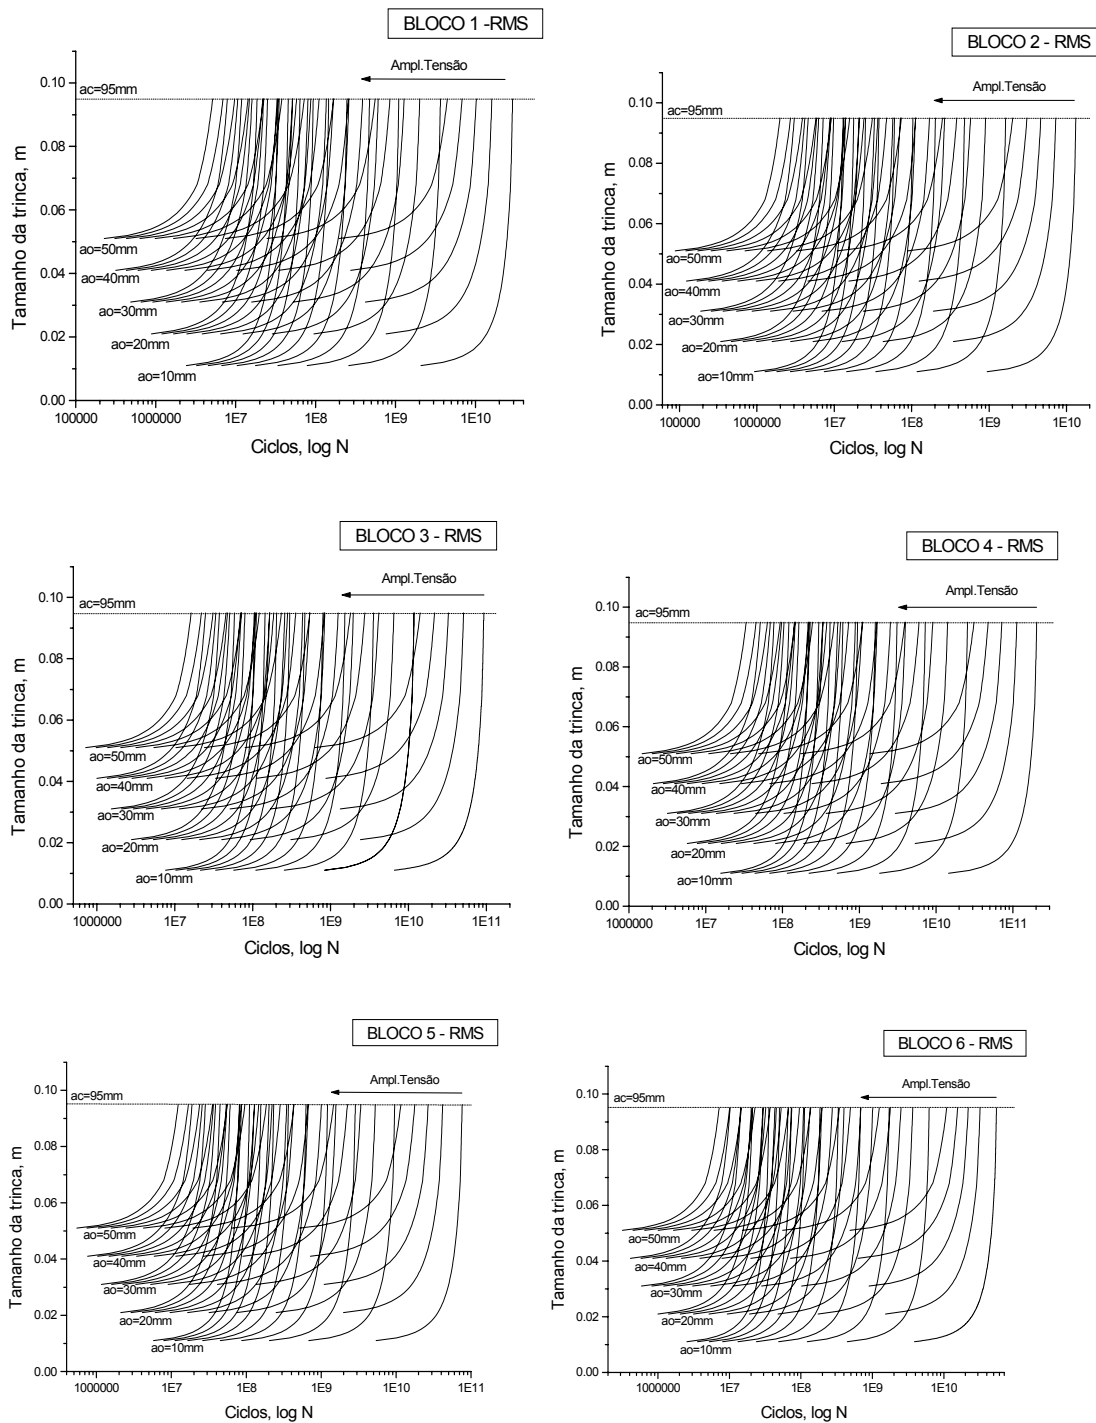 BLOCO 1 -RMS
Ampl.Tensão
ac=95mm
0.10
0.08
0.06
0.04
0.02
0.00
ao=50mm
ao=40mm
ao=30mm
ao=20mm
ao=10mm
100000 1000000 1E7 1E8 1E9 1E10
Tamanho da trinca, m
Ciclos, log N
BLOCO 2 - RMS
Ampl.Tensão
ac=95mm
0.10
0.08
0.06
0.04
0.02
0.00
ao=50mm
ao=40mm
ao=30mm
ao=20mm
ao=10mm
100000 1000000 1E7 1E8 1E9 1E10
Tamanho da trinca, m
Ciclos, log N
BLOCO 3 - RMS
Ampl.Tensão
ac=95mm
0.10
0.08
0.06
0.04
0.02
0.00
ao=50mm
ao=40mm
ao=30mm
ao=20mm
ao=10mm
1000000 1E7 1E8 1E9 1E10 1E11
Tamanho da trinca, m
Ciclos, log N
BLOCO 4 - RMS
Ampl.Tensão
ac=95mm
0.10
0.08
0.06
0.04
0.02
0.00
ao=50mm
ao=40mm
ao=30mm
ao=20mm
ao=10mm
1000000 1E7 1E8 1E9 1E10 1E11
Tamanho da trinca, m
Ciclos, log N
BLOCO 5 - RMS
Ampl.Tensão
ac=95mm
0.10
0.08
0.06
0.04
0.02
0.00
ao=50mm
ao=40mm
ao=30mm
ao=20mm
ao=10mm
1000000 1E7 1E8 1E9 1E10 1E11
Tamanho da trinca, m
Ciclos, log N
BLOCO 6 - RMS
Ampl.Tensão
ac=95mm
0.10
0.08
0.06
0.04
0.02
0.00
ao=50mm
ao=40mm
ao=30mm
ao=20mm
ao=10mm
1000000 1E7 1E8 1E9 1E10
Tamanho da trinca, m
Ciclos, log N